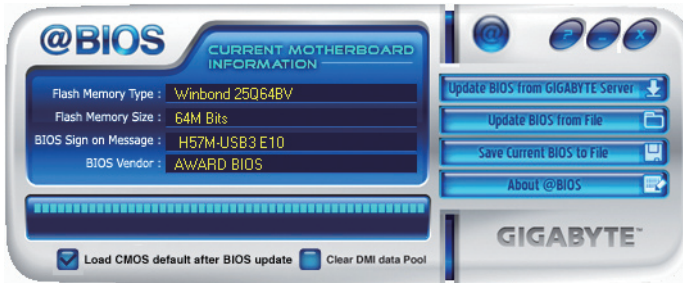 @BIOS
CURRENT MOTHERBOARD
INFORMATION
Flash Memory Type : Winbond 25Q64BV
Flash Memory Size : 64M Bits
BIOS Sign on Message : H57M-USB3 E10
BIOS Vendor : AWARD BIOS
Load CMOS default after BIOS update
Clear DMI data Pool
@
? _ X
Update BIOS from GIGABYTE Server
Update BIOS from File
Save Current BIOS to File
About @BIOS
GIGABYTE™